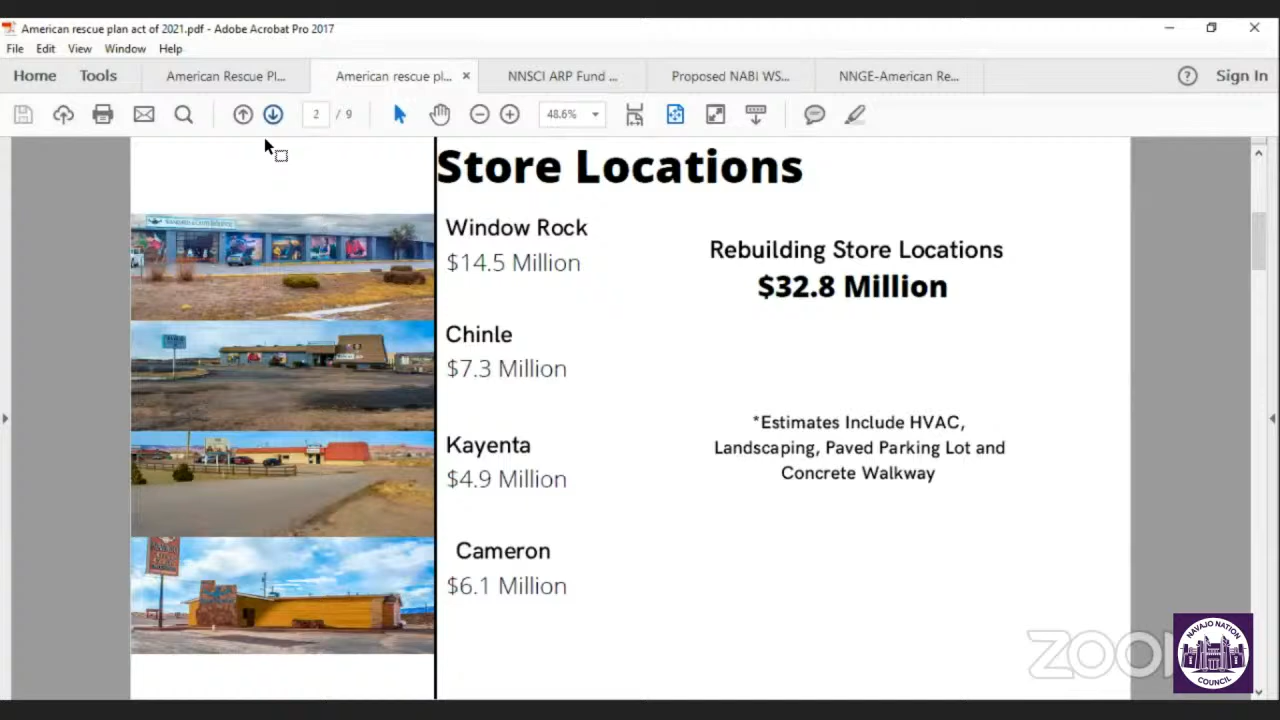 American rescue plan act of 2021.pdf - Adobe Acrobat Pro 2017
File Edit View Window Help
Home Tools American Rescue Pl... American rescue pl... × NNSCI ARP Fund ... Proposed NABI WS... NNGE-American Re... Sign In
2 / 9 48.6%
Store Locations
Window Rock
$14.5 Million
Chinle
$7.3 Million
Kayenta
$4.9 Million
Cameron
$6.1 Million
Rebuilding Store Locations
$32.8 Million
*Estimates Include HVAC,
Landscaping, Paved Parking Lot and
Concrete Walkway
NAVAJO NATION
COUNCIL